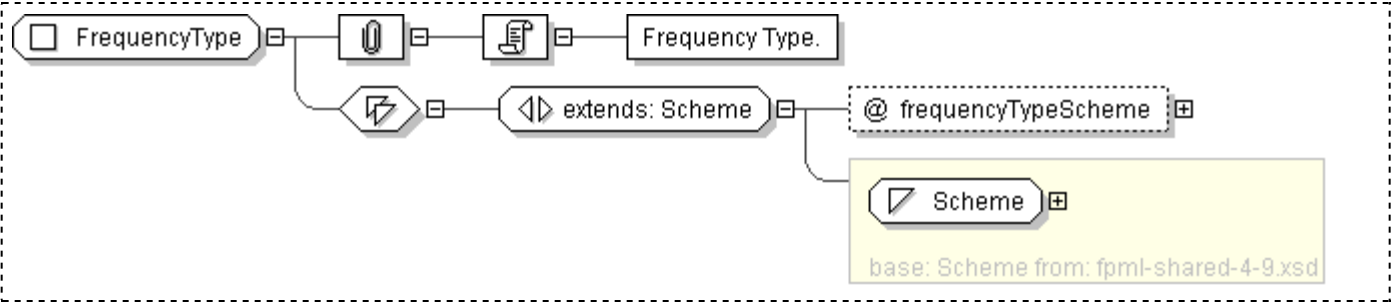 FrequencyType
Frequency Type.
extends: Scheme
@ frequencyTypeScheme
Scheme
base: Scheme from: fpml-shared-4-9.xsd